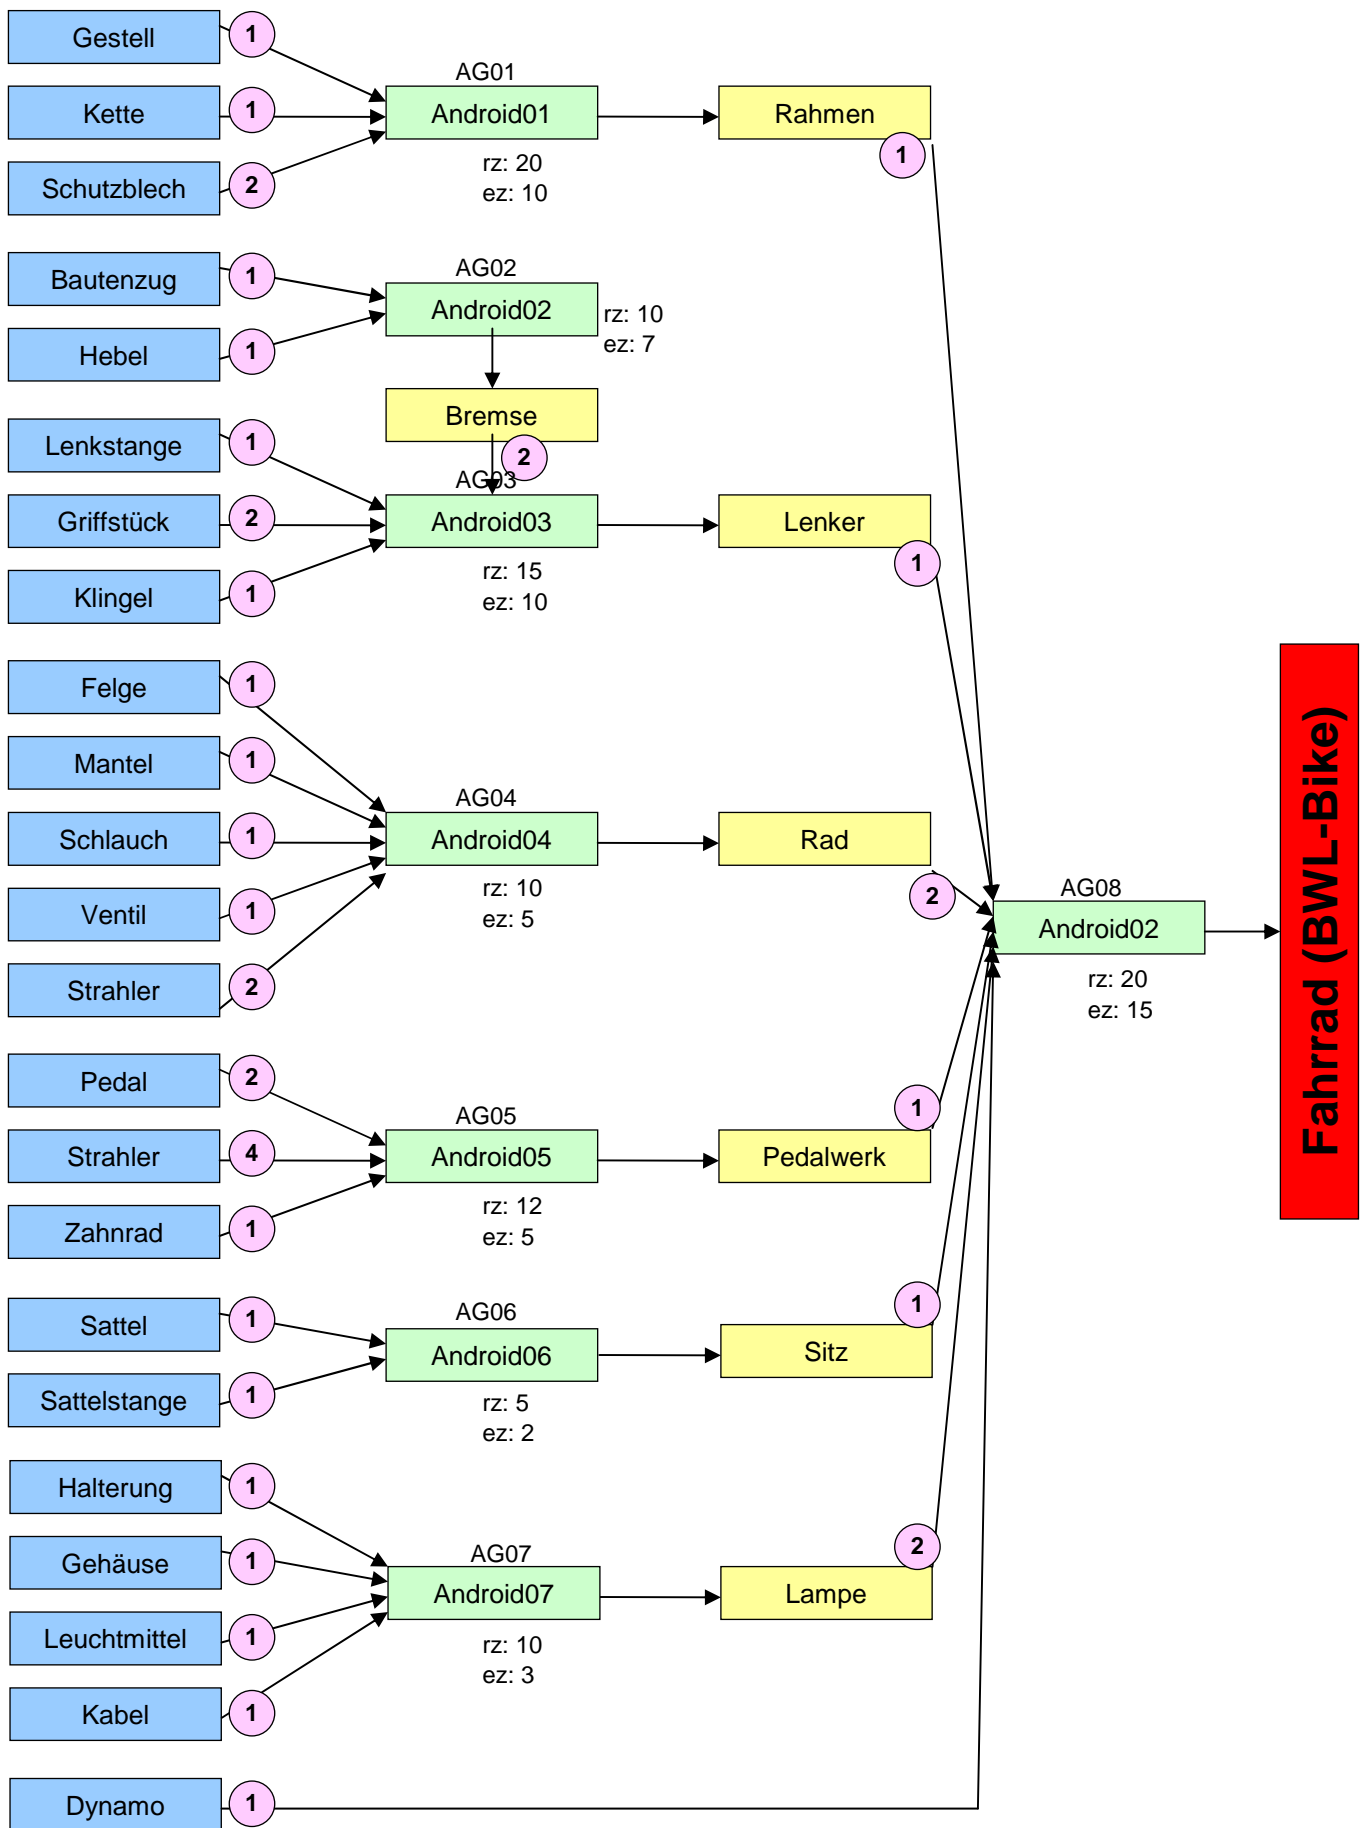 Gestell
1
Kette
1
Schutzblech
2
AG01
Android01
rz: 20
ez: 10
Rahmen
1
Bautenzug
1
Hebel
1
AG02
Android02
rz: 10
ez: 7
Bremse
2
Lenkstange
1
Griffstück
2
Klingel
1
AG03
Android03
rz: 15
ez: 10
Lenker
1
Felge
1
Mantel
1
Schlauch
1
Ventil
1
Strahler
2
AG04
Android04
rz: 10
ez: 5
Rad
2
Pedal
2
Strahler
4
Zahnrad
1
AG05
Android05
rz: 12
ez: 5
Pedalwerk
1
Sattel
1
Sattelstange
1
AG06
Android06
rz: 5
ez: 2
Sitz
1
Halterung
1
Gehäuse
1
Leuchtmittel
1
Kabel
1
AG07
Android07
rz: 10
ez: 3
Lampe
2
Dynamo
1
AG08
Android02
rz: 20
ez: 15
Fahrrad (BWL-Bike)